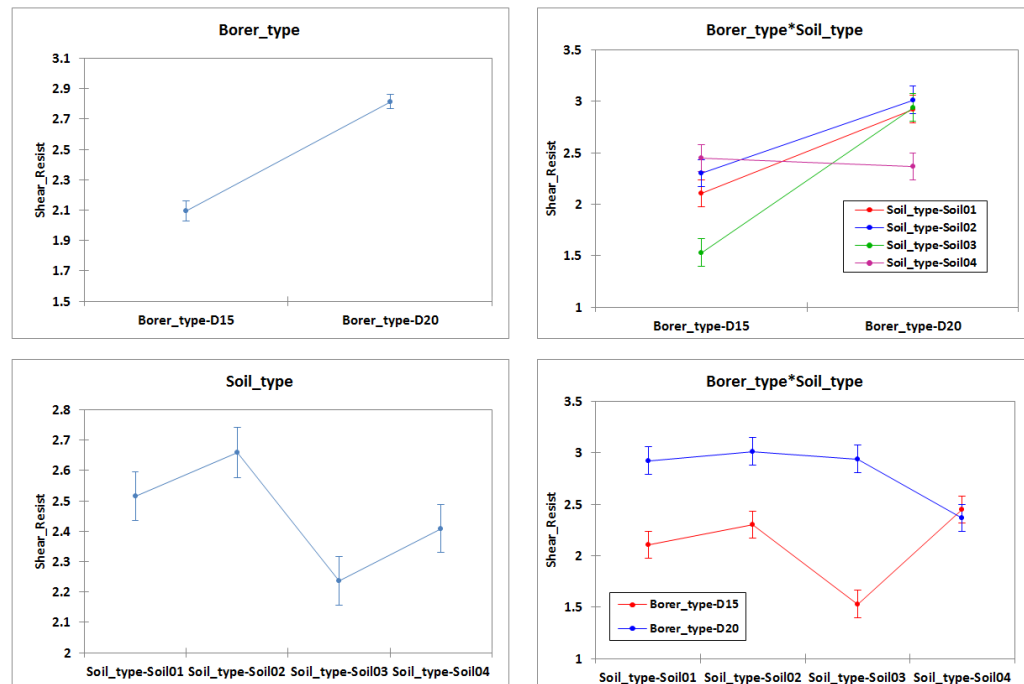 Borer_type
Shear_Resist
3.1
2.9
2.7
2.5
2.3
2.1
1.9
1.7
1.5
Borer_type-D15 Borer_type-D20
Borer_type*Soil_type
Shear_Resist
3.5
3
2.5
2
1.5
1
Soil_type-Soil01
Soil_type-Soil02
Soil_type-Soil03
Soil_type-Soil04
Borer_type-D15 Borer_type-D20
Soil_type
Shear_Resist
2.8
2.7
2.6
2.5
2.4
2.3
2.2
2.1
2
Soil_type-Soil01 Soil_type-Soil02 Soil_type-Soil03 Soil_type-Soil04
Borer_type*Soil_type
Shear_Resist
3.5
3
2.5
2
1.5
1
Borer_type-D15
Borer_type-D20
Soil_type-Soil01 Soil_type-Soil02 Soil_type-Soil03 Soil_type-Soil04